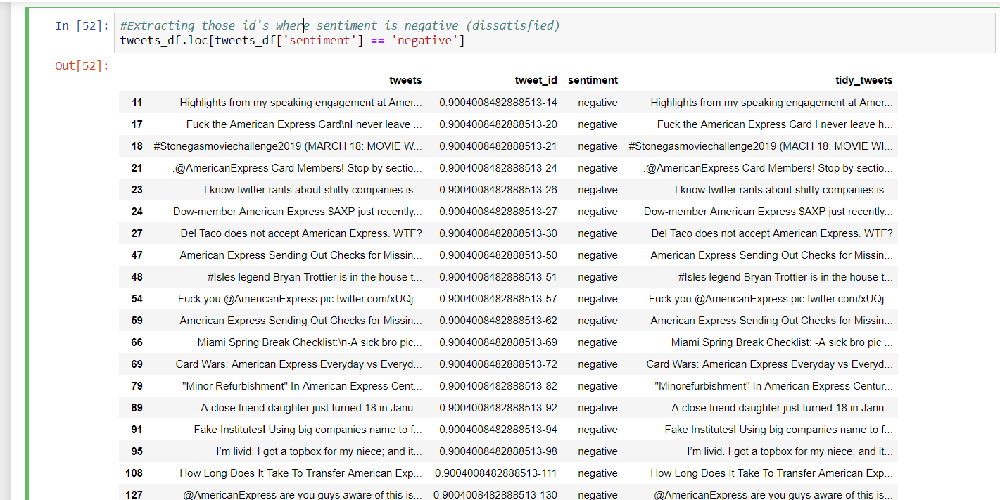 In [52]: #Extracting those id's where sentiment is negative (dissatisfied)
tweets_df.loc[tweets_df['sentiment'] == 'negative']
Out[52]:
tweets tweet_id sentiment tidy_tweets
11 Highlights from my speaking engagement at Amer... 0.9004008482888513-14 negative Highlights from my speaking engagement at Amer...
17 Fuck the American Express Card\nI never leave ... 0.9004008482888513-20 negative Fuck the American Express Card I never leave h...
18 #Stonegasmoviechallenge2019 (MARCH 18: MOVIE W... 0.9004008482888513-21 negative #Stonegasmoviechallenge2019 (MACH 18: MOVIE WI...
21 .@AmericanExpress Card Members! Stop by sectio... 0.9004008482888513-24 negative .@AmericanExpress Card Members! Stop by sectio...
23 I know twitter rants about shitty companies is... 0.9004008482888513-26 negative I know twitter rants about shitty companies is...
24 Dow-member American Express $AXP just recently... 0.9004008482888513-27 negative Dow-member American Express $AXP just recently...
27 Del Taco does not accept American Express. WTF? 0.9004008482888513-30 negative Del Taco does not accept American Express. WTF?
47 American Express Sending Out Checks for Missin... 0.9004008482888513-50 negative American Express Sending Out Checks for Missin...
48 #Isles legend Bryan Trottier is in the house t... 0.9004008482888513-51 negative #Isles legend Bryan Trottier is in the house t...
54 Fuck you @AmericanExpress pic.twitter.com/xUQj... 0.9004008482888513-57 negative Fuck you @AmericanExpress pic.twitter.com/xUQj...
59 American Express Sending Out Checks for Missin... 0.9004008482888513-62 negative American Express Sending Out Checks for Missin...
66 Miami Spring Break Checklist:\n-A sick bro pic... 0.9004008482888513-69 negative Miami Spring Break Checklist: -A sick bro pic ...
69 Card Wars: American Express Everyday vs Everyd... 0.9004008482888513-72 negative Card Wars: American Express Everyday vs Everyd...
79 "Minor Refurbishment" In American Express Cent... 0.9004008482888513-82 negative "Minorefurbishment" In American Express Centur...
89 A close friend daughter just turned 18 in Janu... 0.9004008482888513-92 negative A close friend daughter just turned 18 in Janu...
91 Fake Institutes! Using big companies name to f... 0.9004008482888513-94 negative Fake Institutes! Using big companies name to f...
95 I’m livid. I got a topbox for my niece; and it... 0.9004008482888513-98 negative I’m livid. I got a topbox for my niece; and it...
108 How Long Does It Take To Transfer American Exp... 0.9004008482888513-111 negative How Long Does It Take To Transfer American Exp...
127 @AmericanExpress are you guys aware of this is... 0.9004008482888513-130 negative @AmericanExpress are you guys aware of this is...